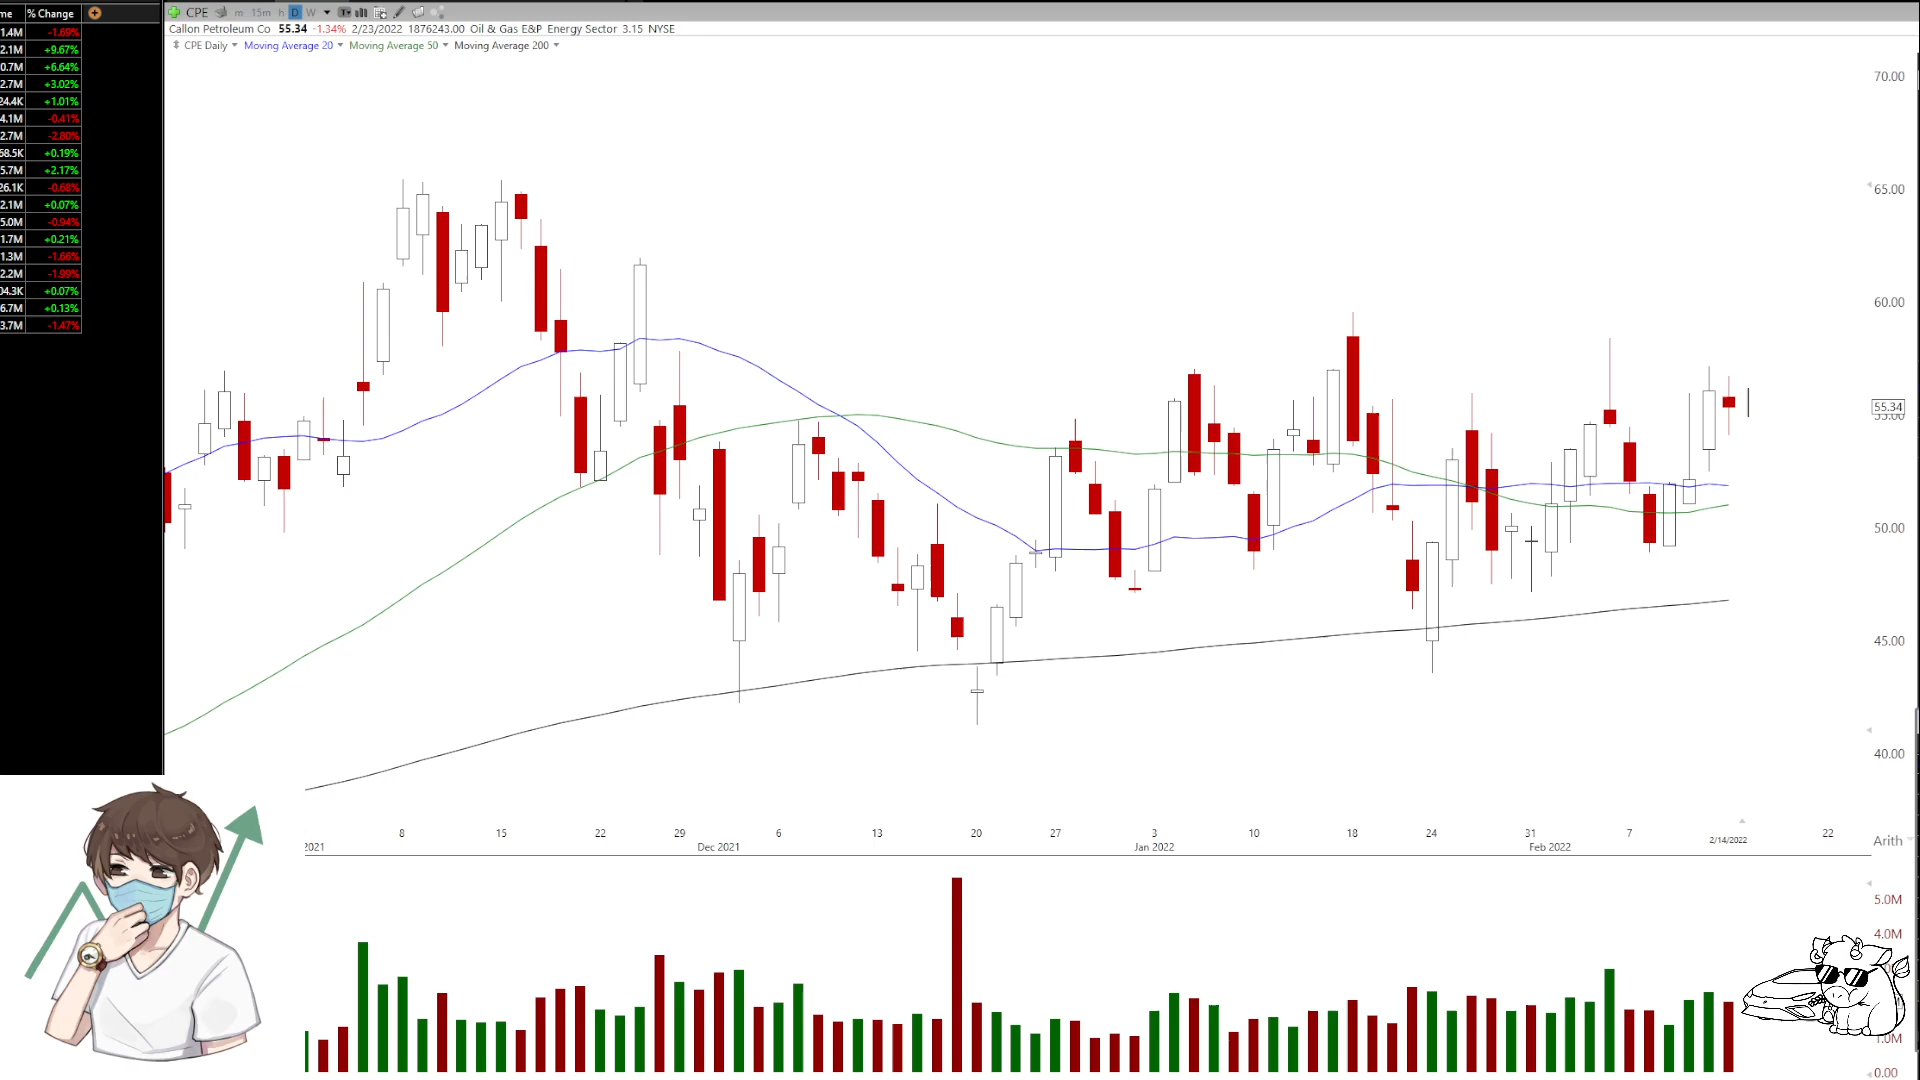 me % Change
1.4M -1.69%
2.1M +9.67%
0.7M +6.64%
2.7M +3.02%
24.4K +1.01%
4.1M -0.41%
2.7M -2.80%
68.5K +0.19%
5.7M +2.17%
26.1K -0.68%
2.1M +0.07%
5.0M -0.94%
1.7M +0.21%
1.3M -1.66%
2.2M -1.99%
04.3K +0.07%
6.7M +0.13%
3.7M -1.47%
CPE m 15m h D W
Callon Petroleum Co 55.34 -1.34% 2/23/2022 1876243.00 Oil & Gas E&P Energy Sector 3.15 NYSE
CPE Daily Moving Average 20 Moving Average 50 Moving Average 200
70.00
65.00
60.00
55.34
55.00
50.00
45.00
40.00
8 15 22 29 6 13 20 27 3 10 18 24 31 7 2/14/2022 22
2021 Dec 2021 Jan 2022 Feb 2022
Arith
5.0M
4.0M
1.0M
0.00